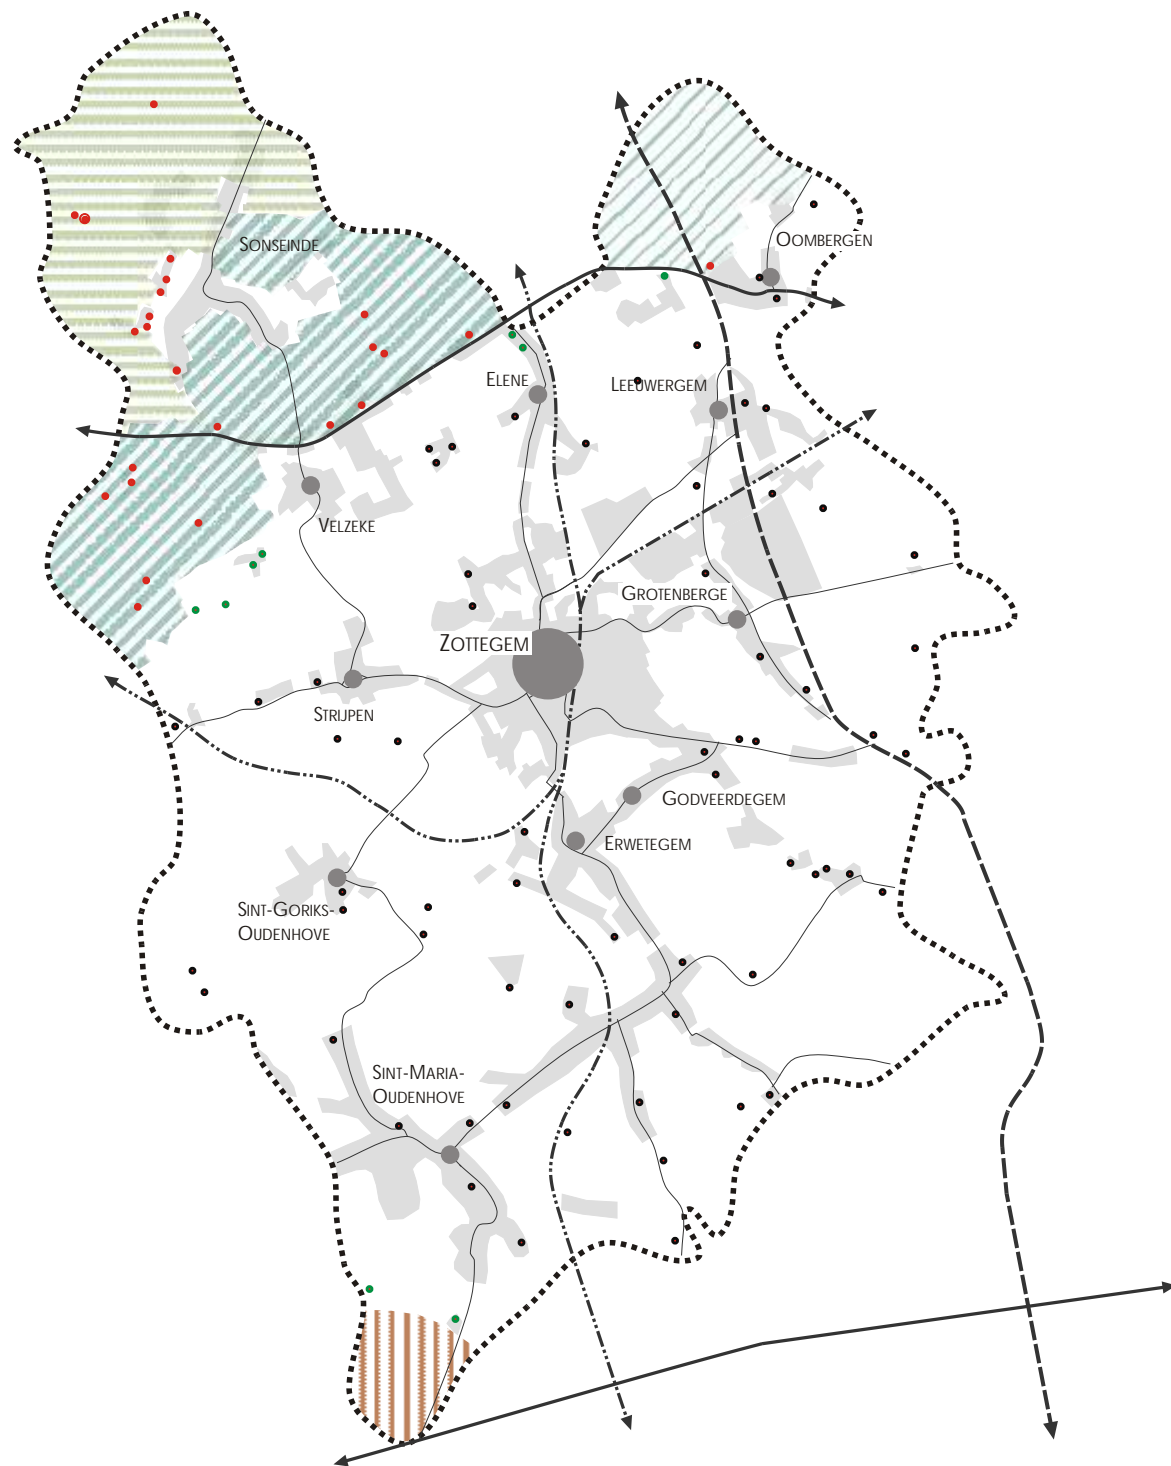 SONSEINDE
OOMBERGEN
ELENE
LEEUWERGEM
VELZEKE
GROTENBERGE
ZOTTEGEM
STRIJPEN
GODVEERDEGEM
ERWETEGEM
SINT-GORIKS-
OUDENHOVE
SINT-MARIA-
OUDENHOVE